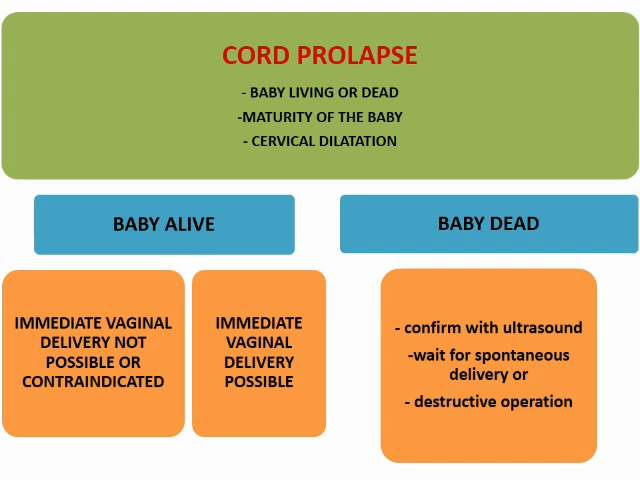 CORD PROLAPSE
- BABY LIVING OR DEAD
-MATURITY OF THE BABY
- CERVICAL DILATATION
BABY ALIVE
BABY DEAD
IMMEDIATE VAGINAL
DELIVERY NOT
POSSIBLE OR
CONTRAINDICATED
IMMEDIATE
VAGINAL
DELIVERY
POSSIBLE
- confirm with ultrasound
-wait for spontaneous
delivery or
- destructive operation